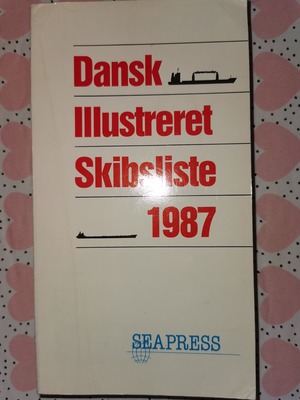 Dansk
Illustreret
Skibsliste
1987
SEAPRESS